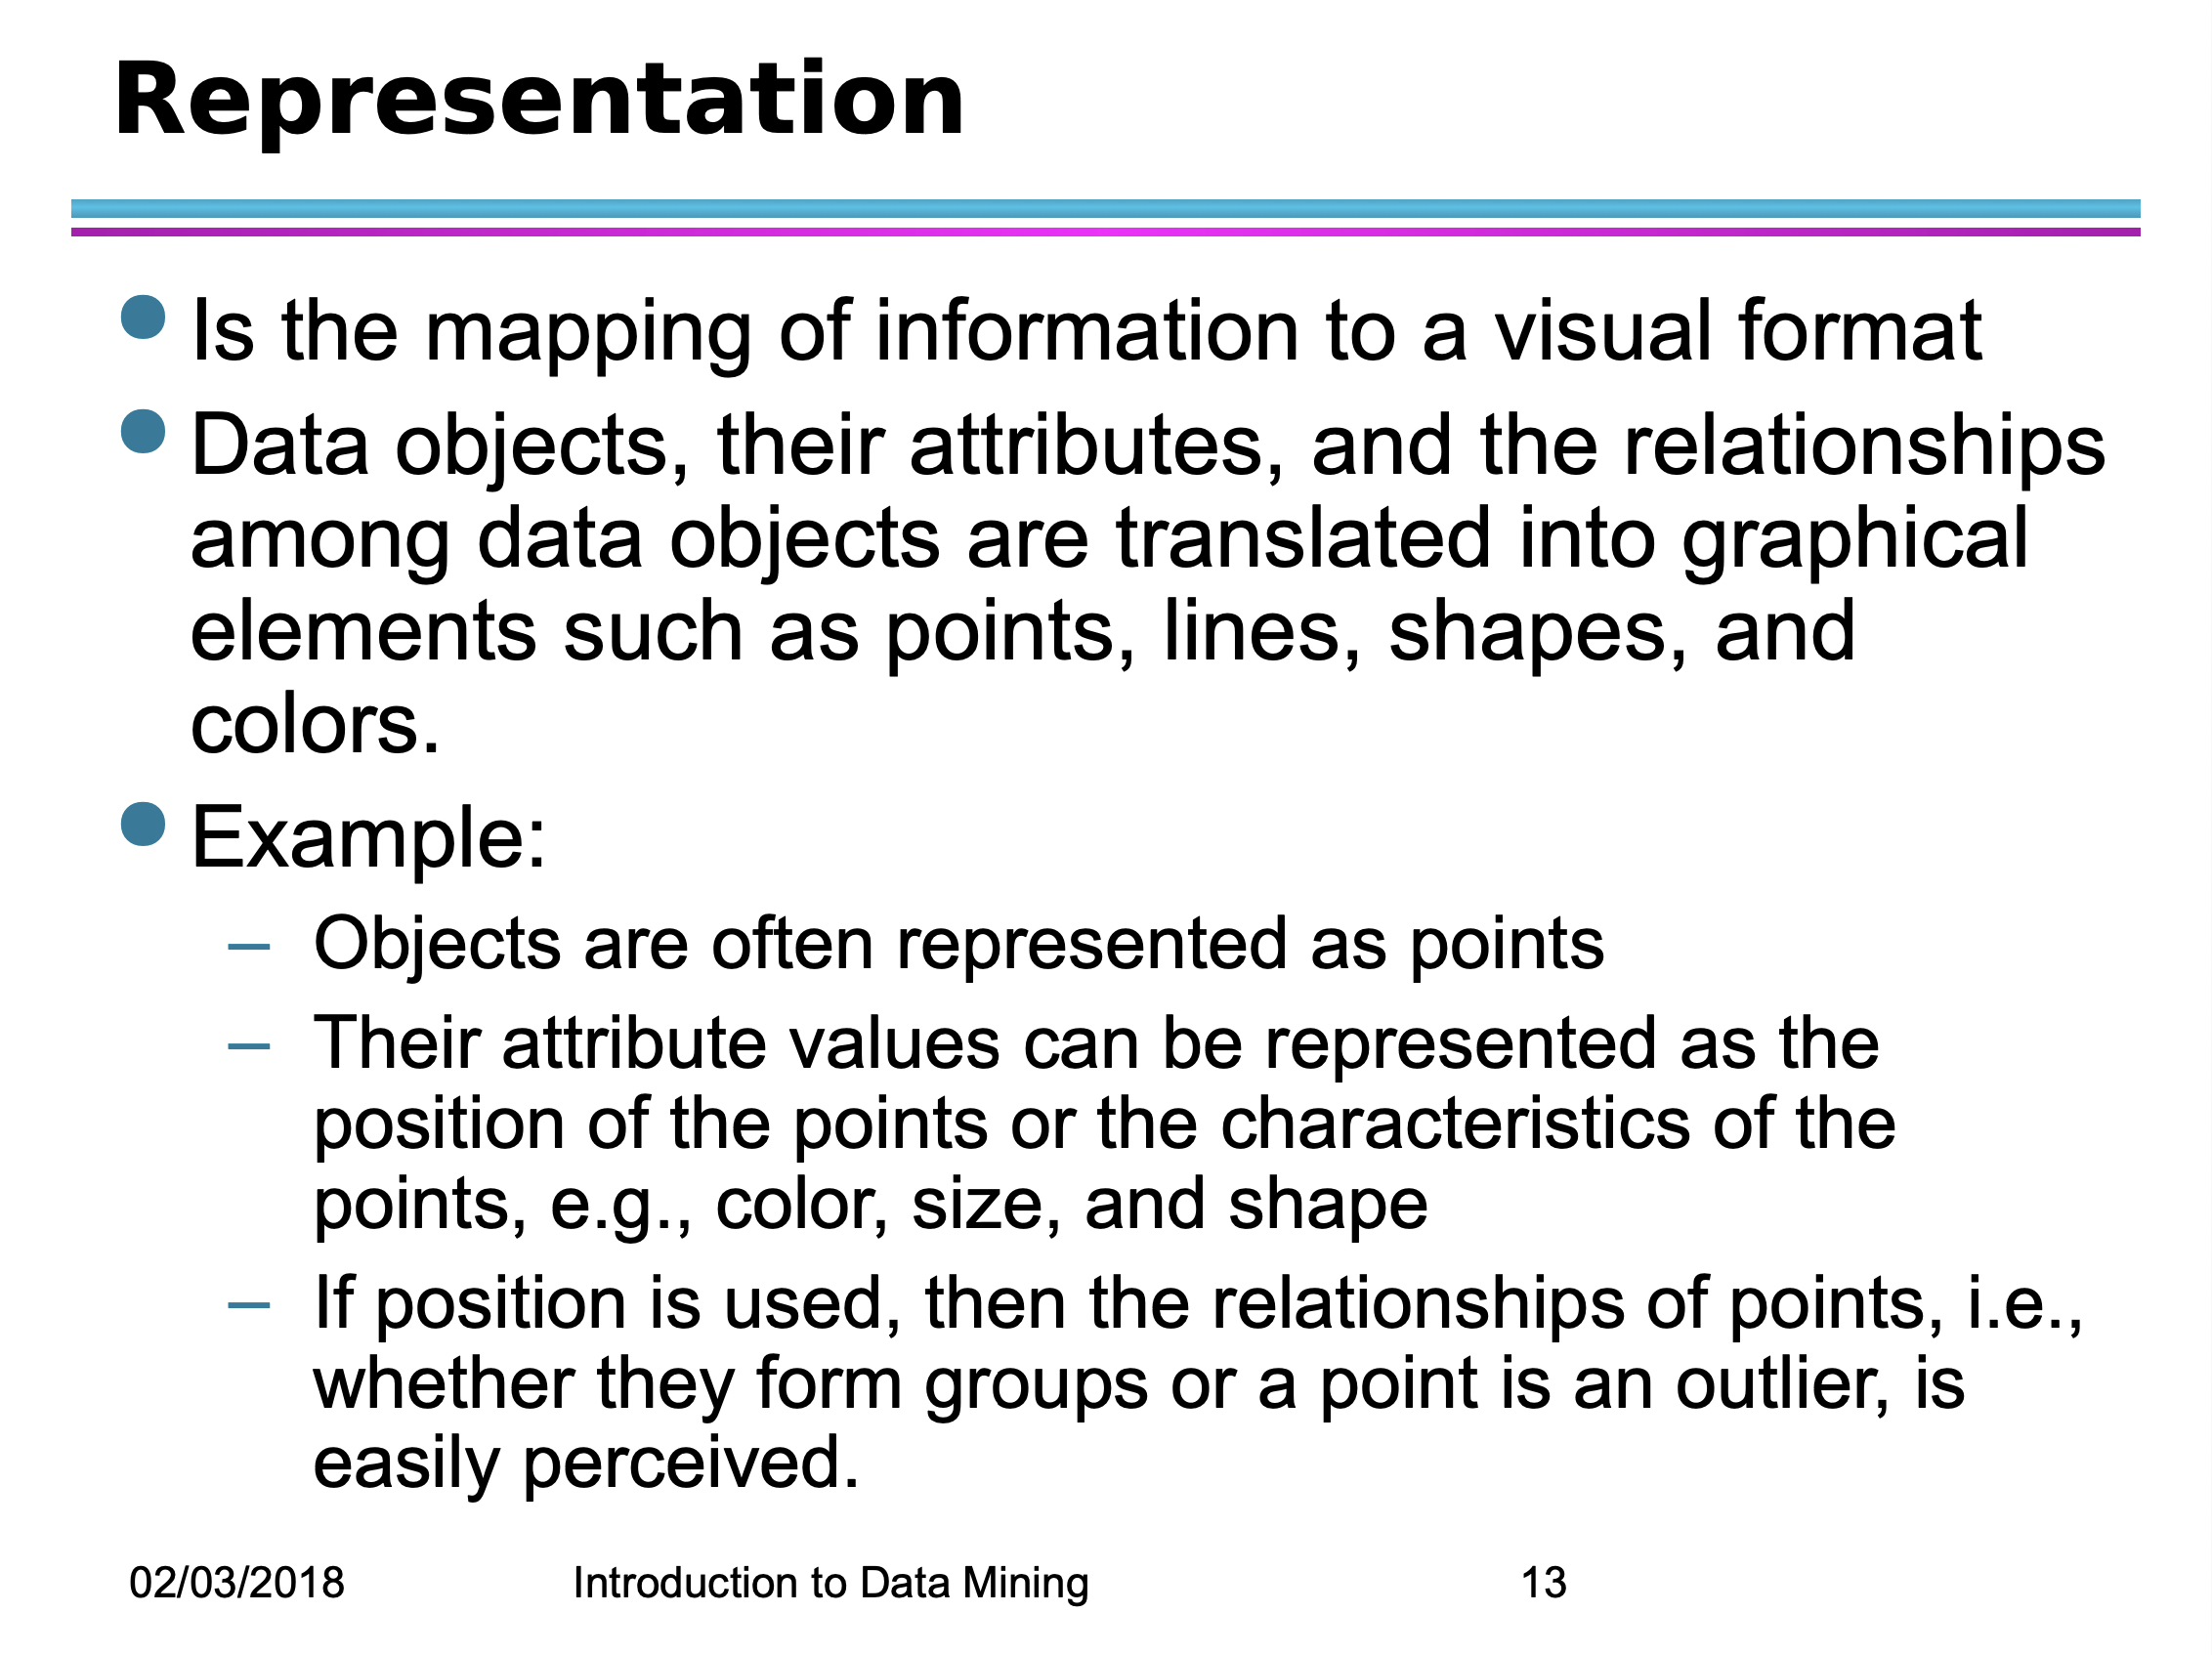 Representation
Is the mapping of information to a visual format
Data objects, their attributes, and the relationships
among data objects are translated into graphical
elements such as points, lines, shapes, and
colors.
Example:
– Objects are often represented as points
– Their attribute values can be represented as the
position of the points or the characteristics of the
points, e.g., color, size, and shape
– If position is used, then the relationships of points, i.e.,
whether they form groups or a point is an outlier, is
easily perceived.
02/03/2018 Introduction to Data Mining 13